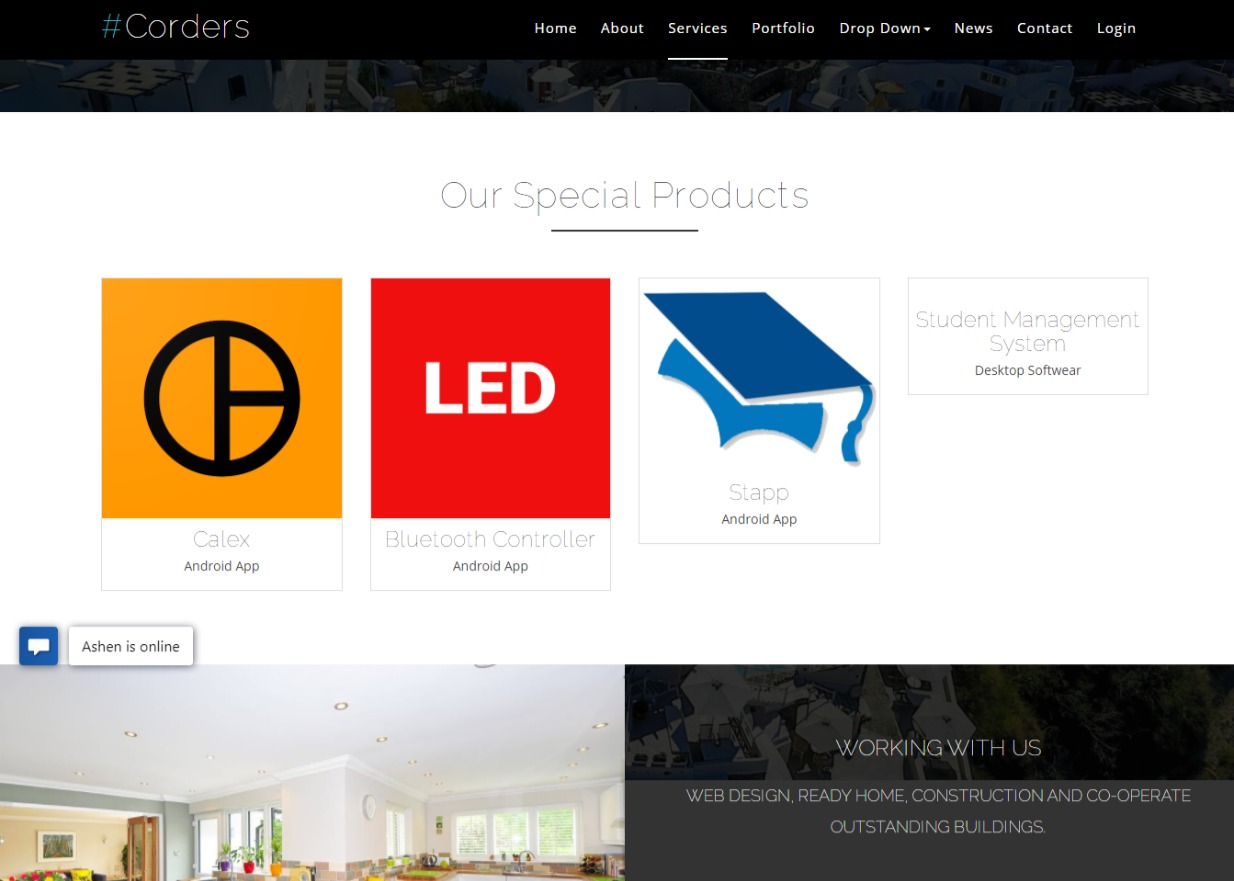 #Corders
Home About Services Portfolio Drop Down News Contact Login
Our Special Products
LED
Calex
Android App
Bluetooth Controller
Android App
Stapp
Android App
Student Management
System
Desktop Softwear
Ashen is online
WORKING WITH US
WEB DESIGN, READY HOME, CONSTRUCTION AND CO-OPERATE
OUTSTANDING BUILDINGS.